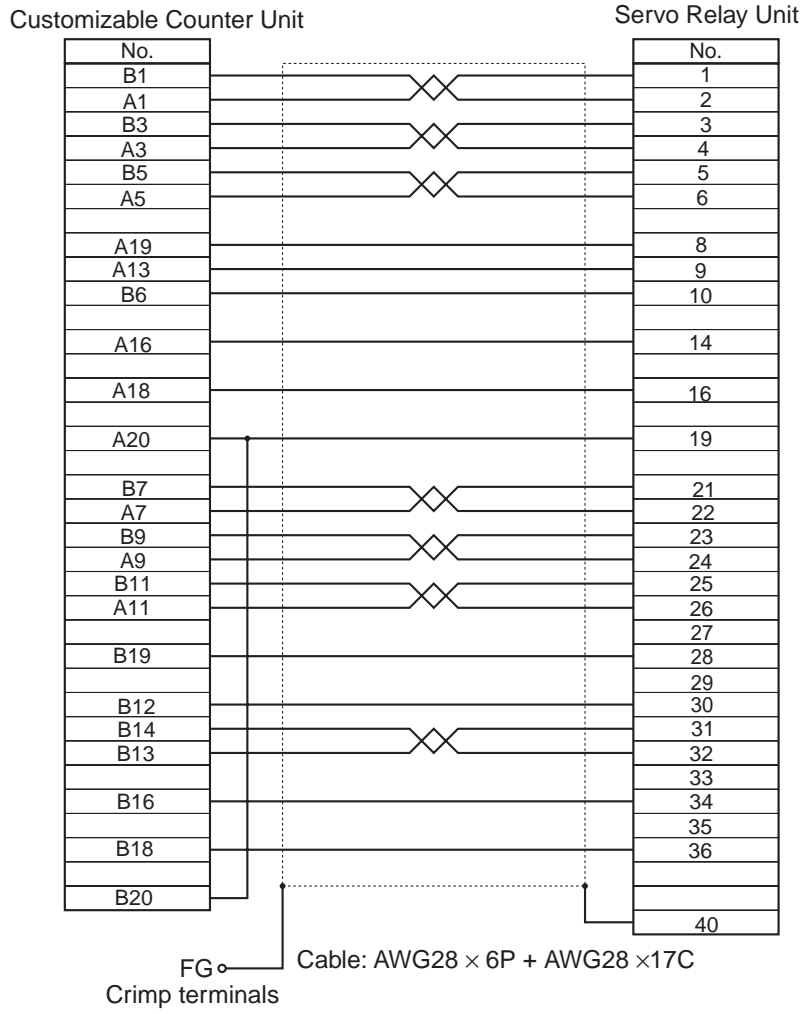 Customizable Counter Unit
Servo Relay Unit
No. No.
B1 1
A1 2
B3 3
A3 4
B5 5
A5 6
A19 8
A13 9
B6 10
A16 14
A18 16
A20 19
B7 21
A7 22
B9 23
A9 24
B11 25
A11 26
27
B19 28
29
B12 30
B14 31
B13 32
33
B16 34
35
B18 36
B20
40
FG Cable: AWG28 × 6P + AWG28 ×17C
Crimp terminals